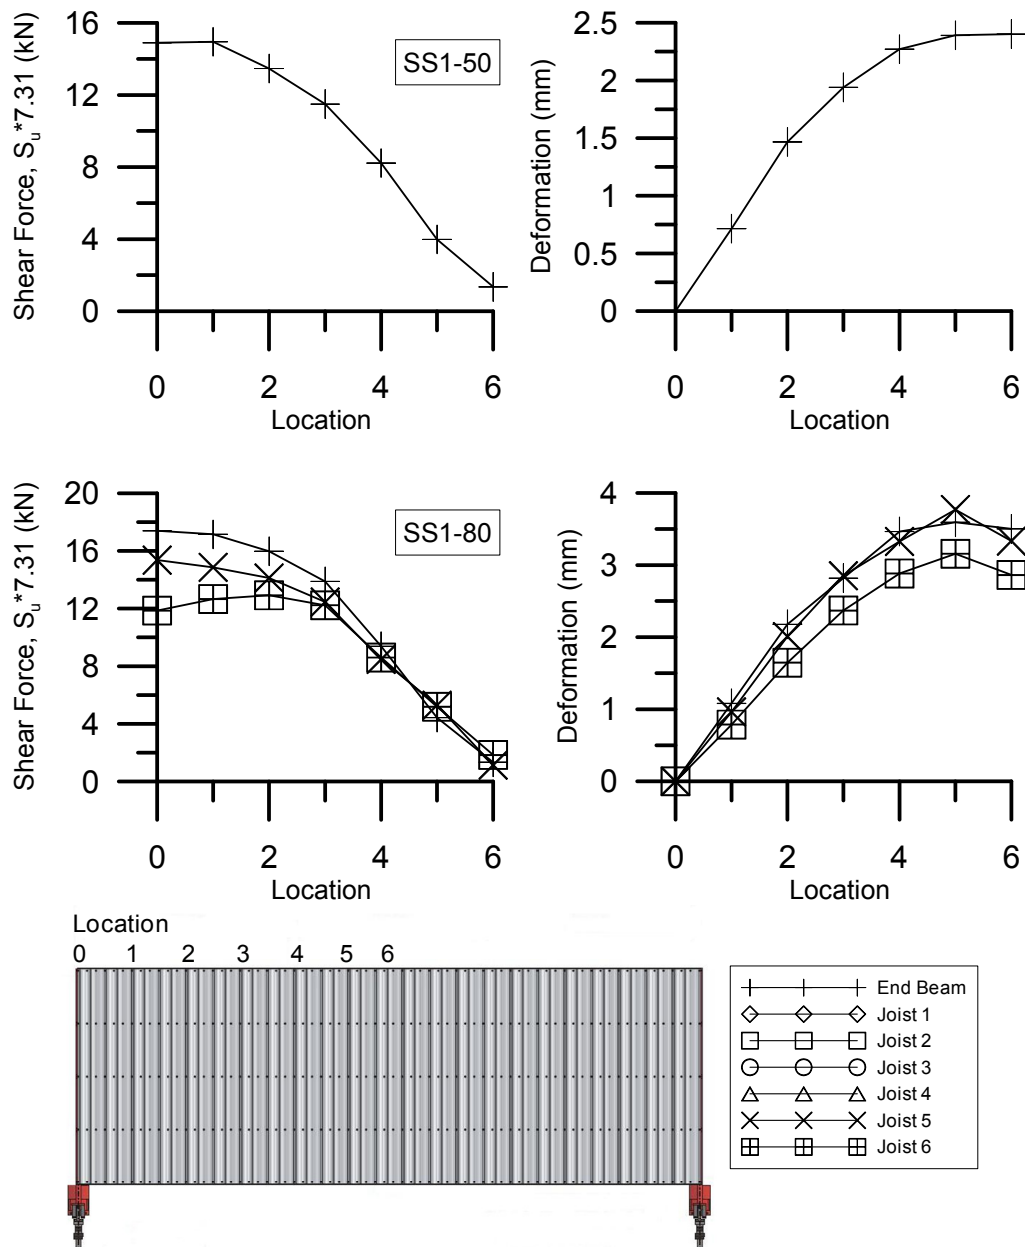 16
12
8
4
0
Shear Force, Su*7.31 (kN)
SS1-50
0 2 4 6
Location
2.5
2
1.5
1
0.5
0
Deformation (mm)
0 2 4 6
Location
20
16
12
8
4
0
Shear Force, Su*7.31 (kN)
SS1-80
0 2 4 6
Location
4
3
2
1
0
Deformation (mm)
0 2 4 6
Location
Location
0 1 2 3 4 5 6
End Beam
Joist 1
Joist 2
Joist 3
Joist 4
Joist 5
Joist 6